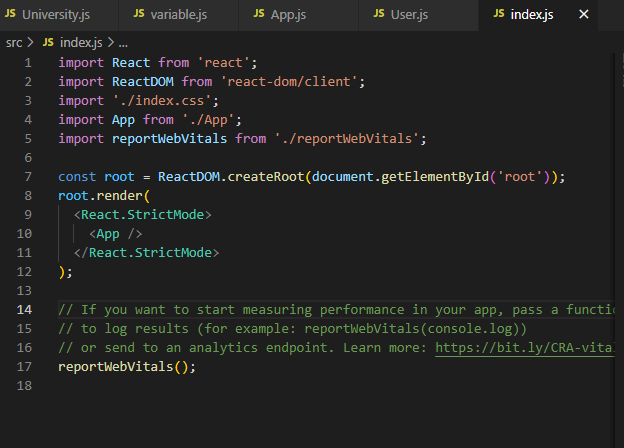 JS University.js JS variable.js JS App.js JS User.js JS index.js ×
src > JS index.js > ...
1 import React from 'react';
2 import ReactDOM from 'react-dom/client';
3 import './index.css';
4 import App from './App';
5 import reportWebVitals from './reportWebVitals';
6
7 const root = ReactDOM.createRoot(document.getElementById('root'));
8 root.render(
9 <React.StrictMode>
10 <App />
11 </React.StrictMode>
12 );
13
14 // If you want to start measuring performance in your app, pass a functi
15 // to log results (for example: reportWebVitals(console.log))
16 // or send to an analytics endpoint. Learn more: https://bit.ly/CRA-vita
17 reportWebVitals();
18